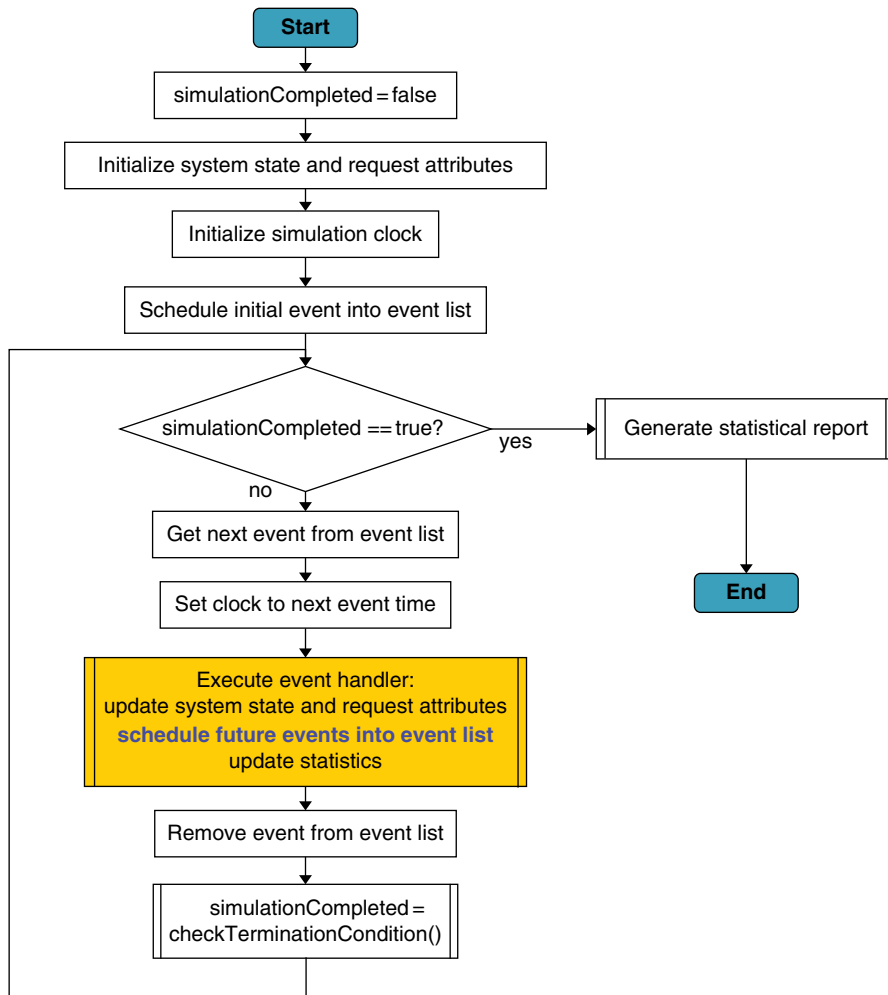 Start
simulationCompleted = false
Initialize system state and request attributes
Initialize simulation clock
Schedule initial event into event list
simulationCompleted == true?
yes
Generate statistical report
no
Get next event from event list
Set clock to next event time
End
Execute event handler:
update system state and request attributes
schedule future events into event list
update statistics
Remove event from event list
simulationCompleted =
checkTerminationCondition()